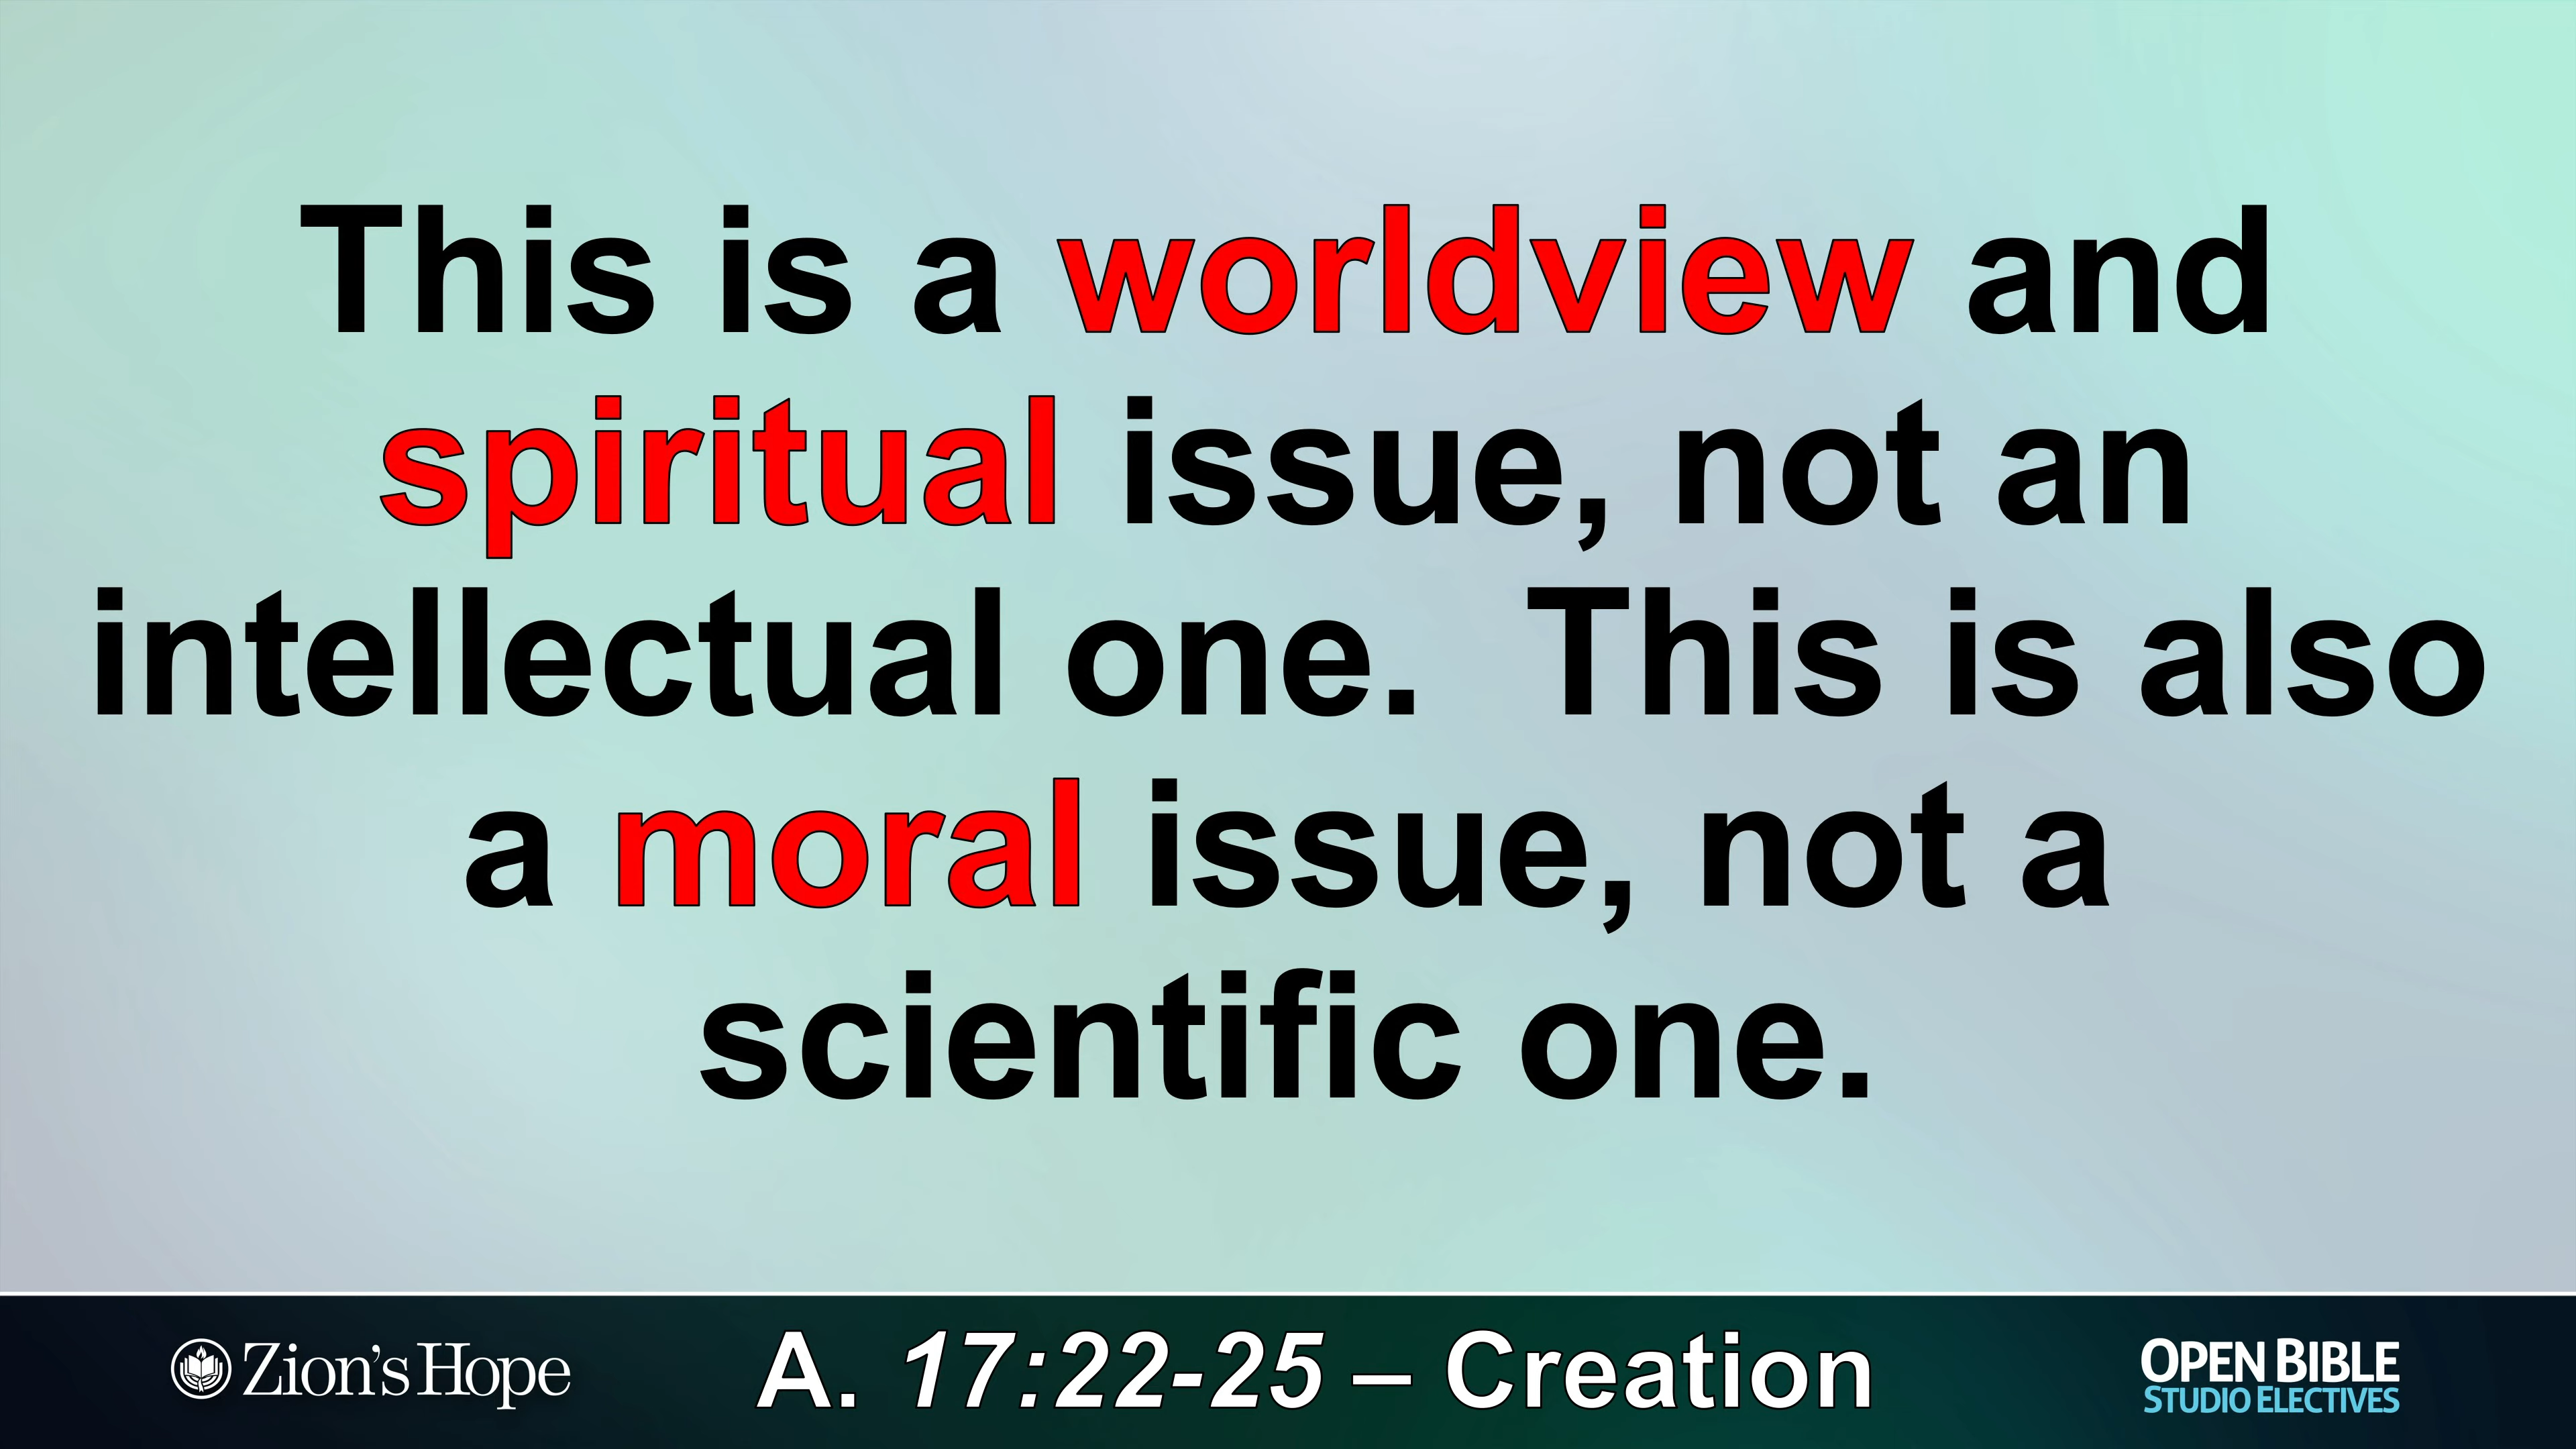 This is a worldview and
spiritual issue, not an
intellectual one.  This is also
a moral issue, not a
scientific one.
Zion's Hope
A. 17:22-25 – Creation
OPEN BIBLE
STUDIO ELECTIVES